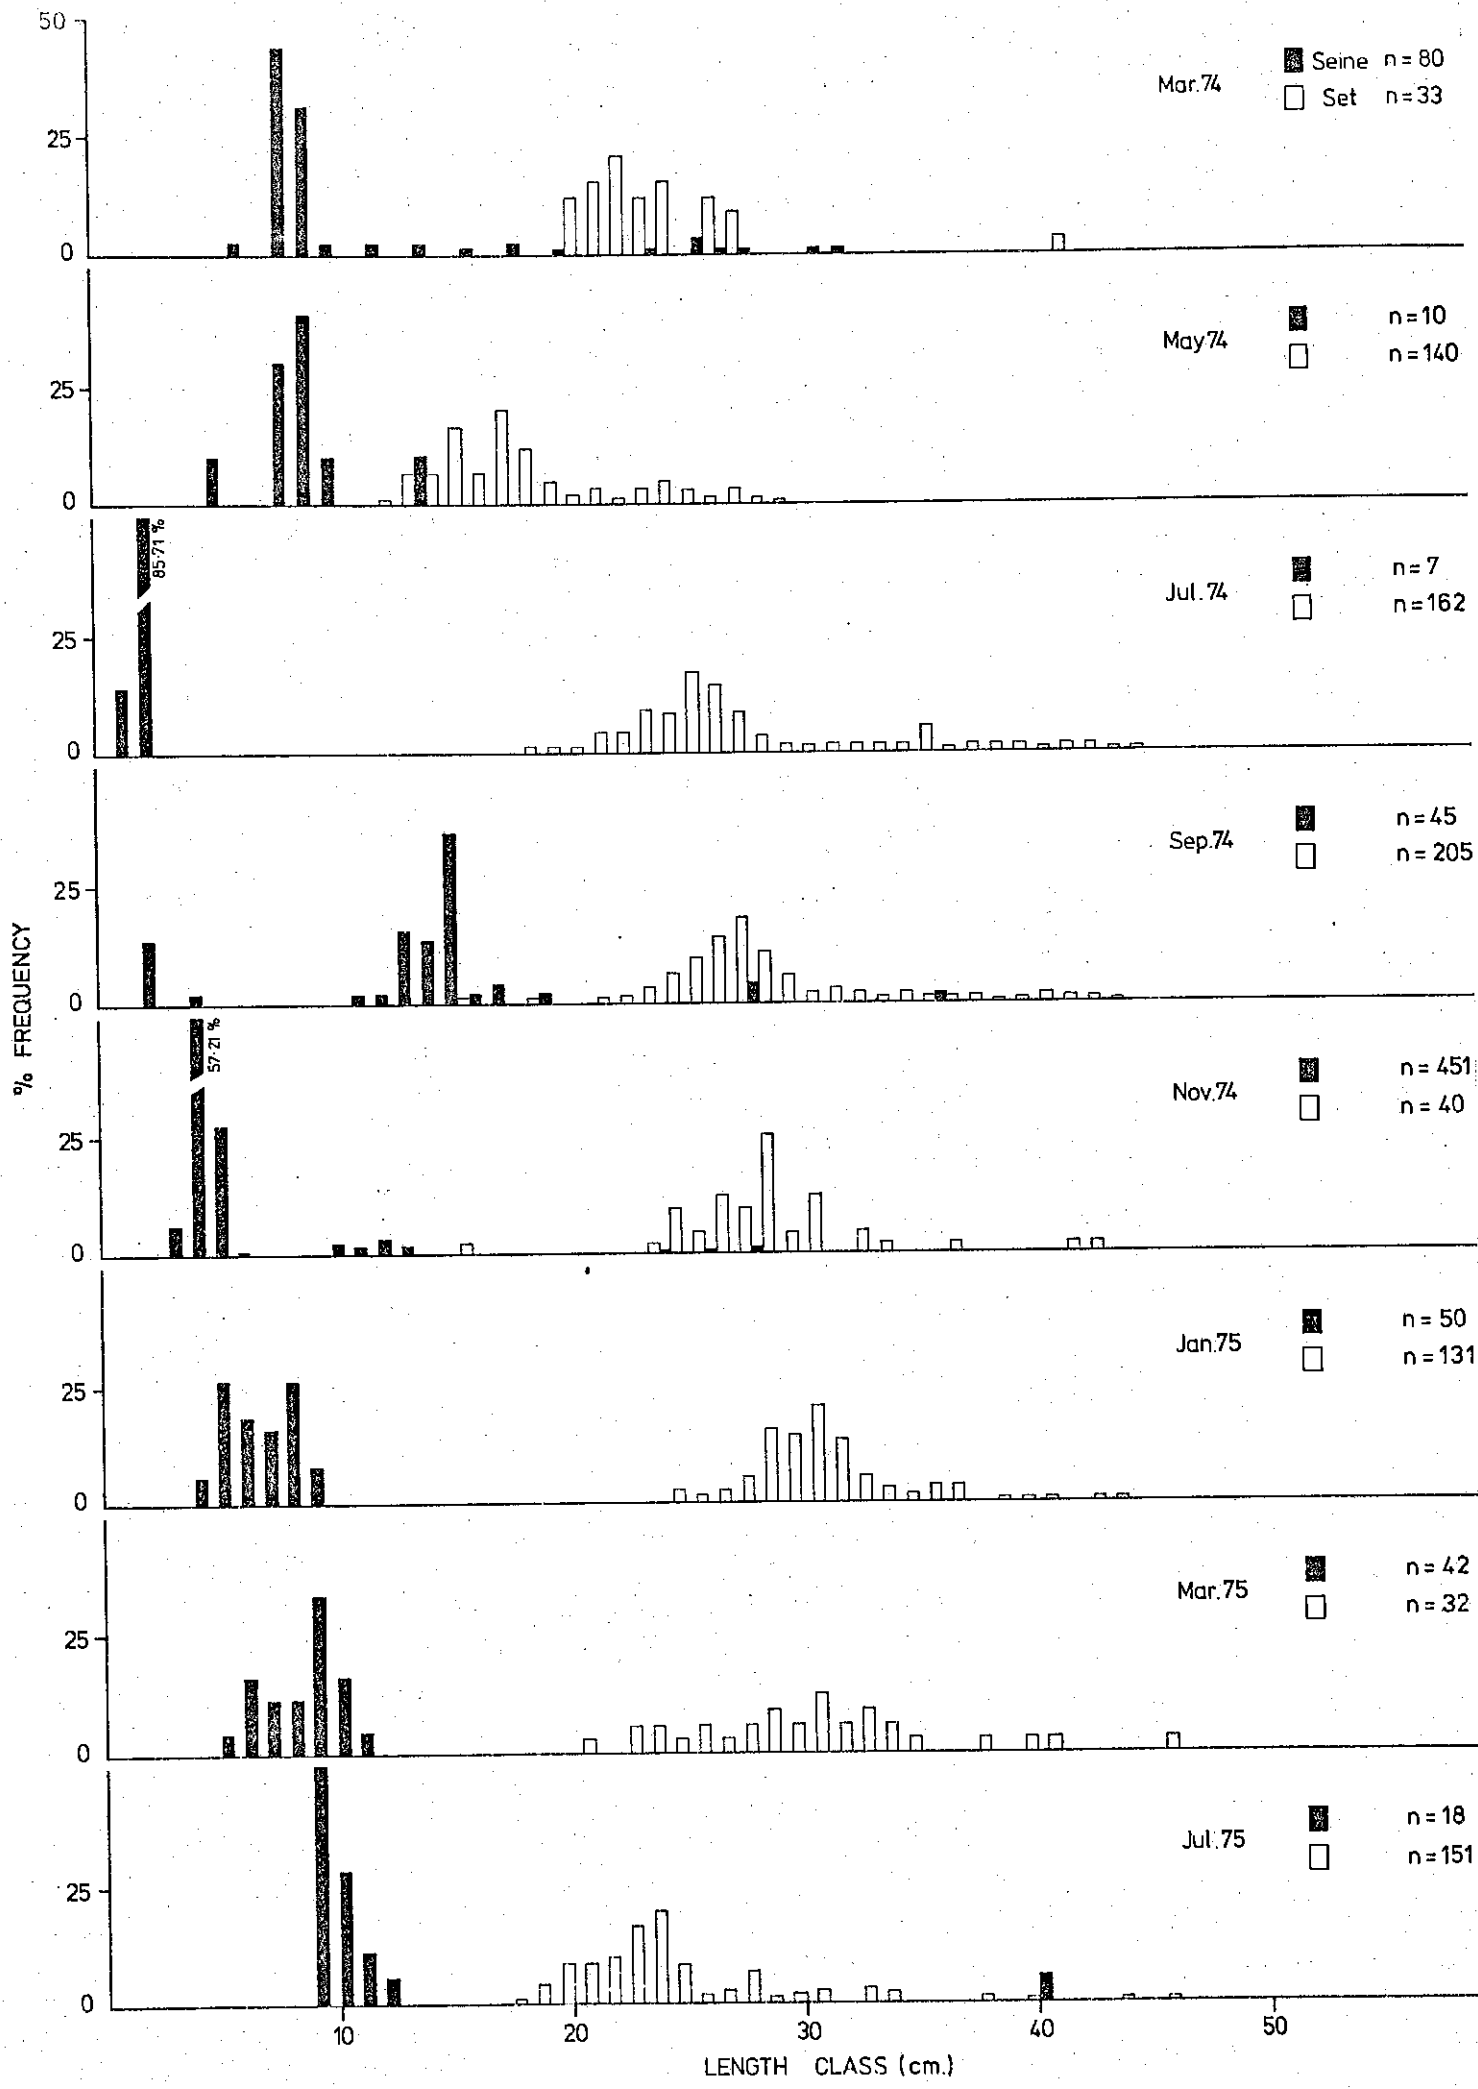 50
25
0
Mar.74
Seine n=80
Set n=33
25
0
May.74
n=10
n=140
85·71 %
25
0
Jul.74
n=7
n=162
25
0
Sep.74
n=45
n=205
% FREQUENCY
57·21 %
25
0
Nov.74
n=451
n=40
25
0
Jan.75
n=50
n=131
25
0
Mar.75
n=42
n=32
25
0
Jul.75
n=18
n=151
10 20 30 40 50
LENGTH CLASS (cm.)